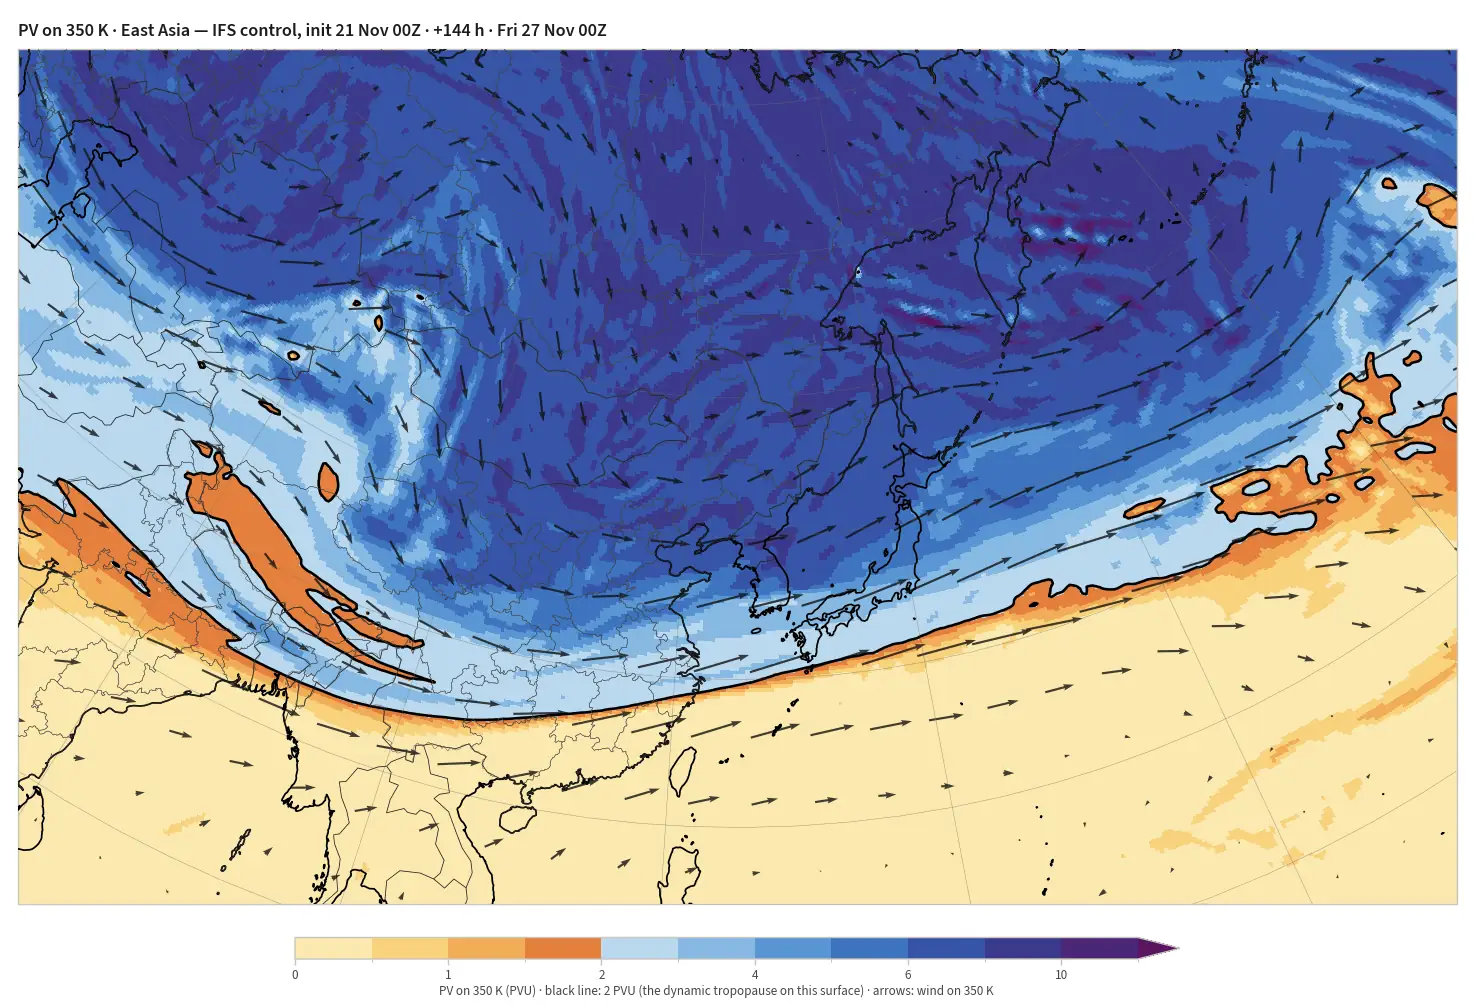 PV on 350 K · East Asia — IFS control, init 21 Nov 00Z · +144 h · Fri 27 Nov 00Z
0 1 2 4 6 10
PV on 350 K (PVU) · black line: 2 PVU (the dynamic tropopause on this surface) · arrows: wind on 350 K